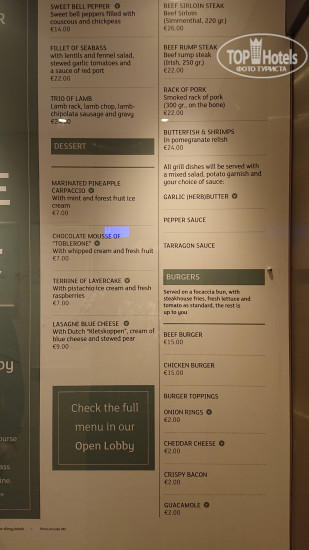 SWEET BELL PEPPER
Sweet bell peppers filled with
couscous and chickpeas
€14.00
FILLET OF SEABASS
with lentils and fennel salad,
stewed garlic tomatoes and
a sauce of red port
€22.00
TRIO OF LAMB
Lamb rack, lamb chop, lamb-
chipolata sausage and gravy
DESSERT
MARINATED PINEAPPLE
CARPACCIO
With mint and forest fruit ice
cream
€7.00
CHOCOLATE MOUSSE OF
"TOBLERONE"
With whipped cream and fresh fruit
€7.00
TERRINE OF LAYERCAKE
With pistachio ice cream and fresh
raspberries
€7.00
LASAGNE BLUE CHEESE
With Dutch "Kletskoppen", cream of
blue cheese and stewed pear
€9.00
Check the full
menu in our
Open Lobby
BEEF SIRLOIN STEAK
Beef Sirloin
(Simmenthal, 220 gr.)
€26.00
BEEF RUMP STEAK
Beef rump steak
(Irish, 250 gr.)
€22.00
RACK OF PORK
Smoked rack of pork
(300 gr., on the bone)
€22.00
BUTTERFISH & SHRIMPS
In pomegranate relish
€24.00
All grill dishes will be served with
a mixed salad, potato garnish and
your choice of sauce:
GARLIC (HERB)BUTTER
PEPPER SAUCE
TARRAGON SAUCE
BURGERS
Served on a focaccia bun, with
steakhouse fries, fresh lettuce and
tomato as standard, the rest is
up to you
BEEF BURGER
€15.00
CHICKEN BURGER
€15.00
BURGER TOPPINGS
ONION RINGS
€2.00
CHEDDAR CHEESE
€2.00
CRISPY BACON
€2.00
GUACAMOLE
€2.00
TOP Hotels
ФОТО ТУРИСТА